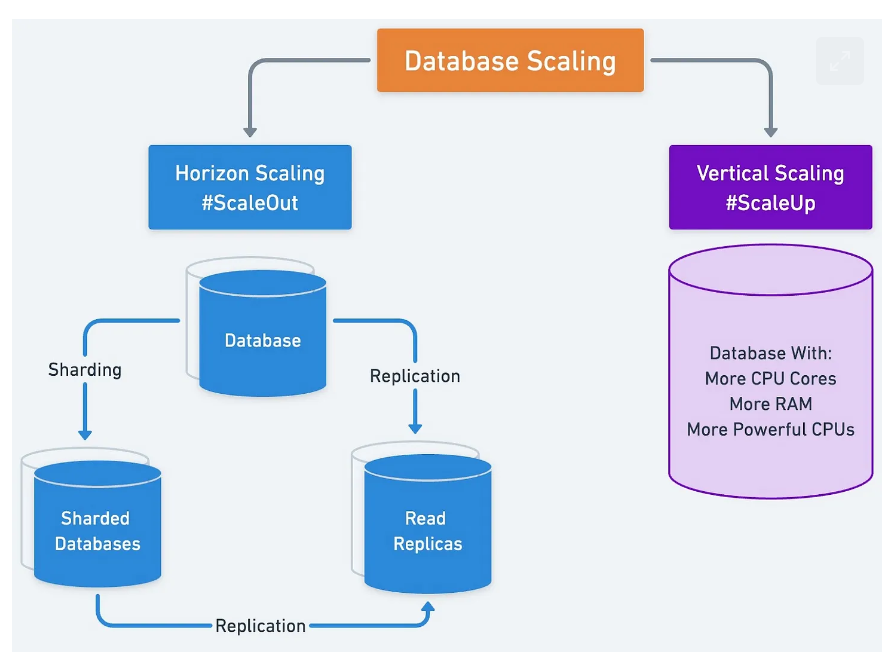 Database Scaling
Horizon Scaling
#ScaleOut
Vertical Scaling
#ScaleUp
Database
Sharding
Replication
Database With:
More CPU Cores
More RAM
More Powerful CPUs
Sharded
Databases
Read
Replicas
Replication